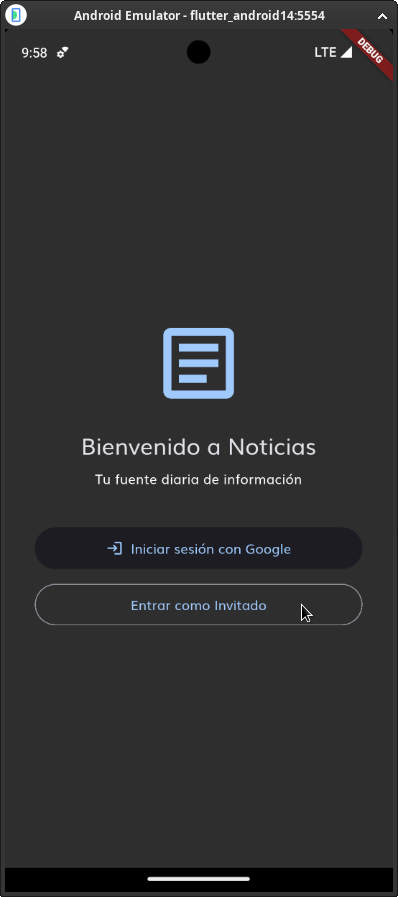 Android Emulator - flutter_android14:5554
9:58
LTE
DEBUG
Bienvenido a Noticias
Tu fuente diaria de información
Iniciar sesión con Google
Entrar como Invitado